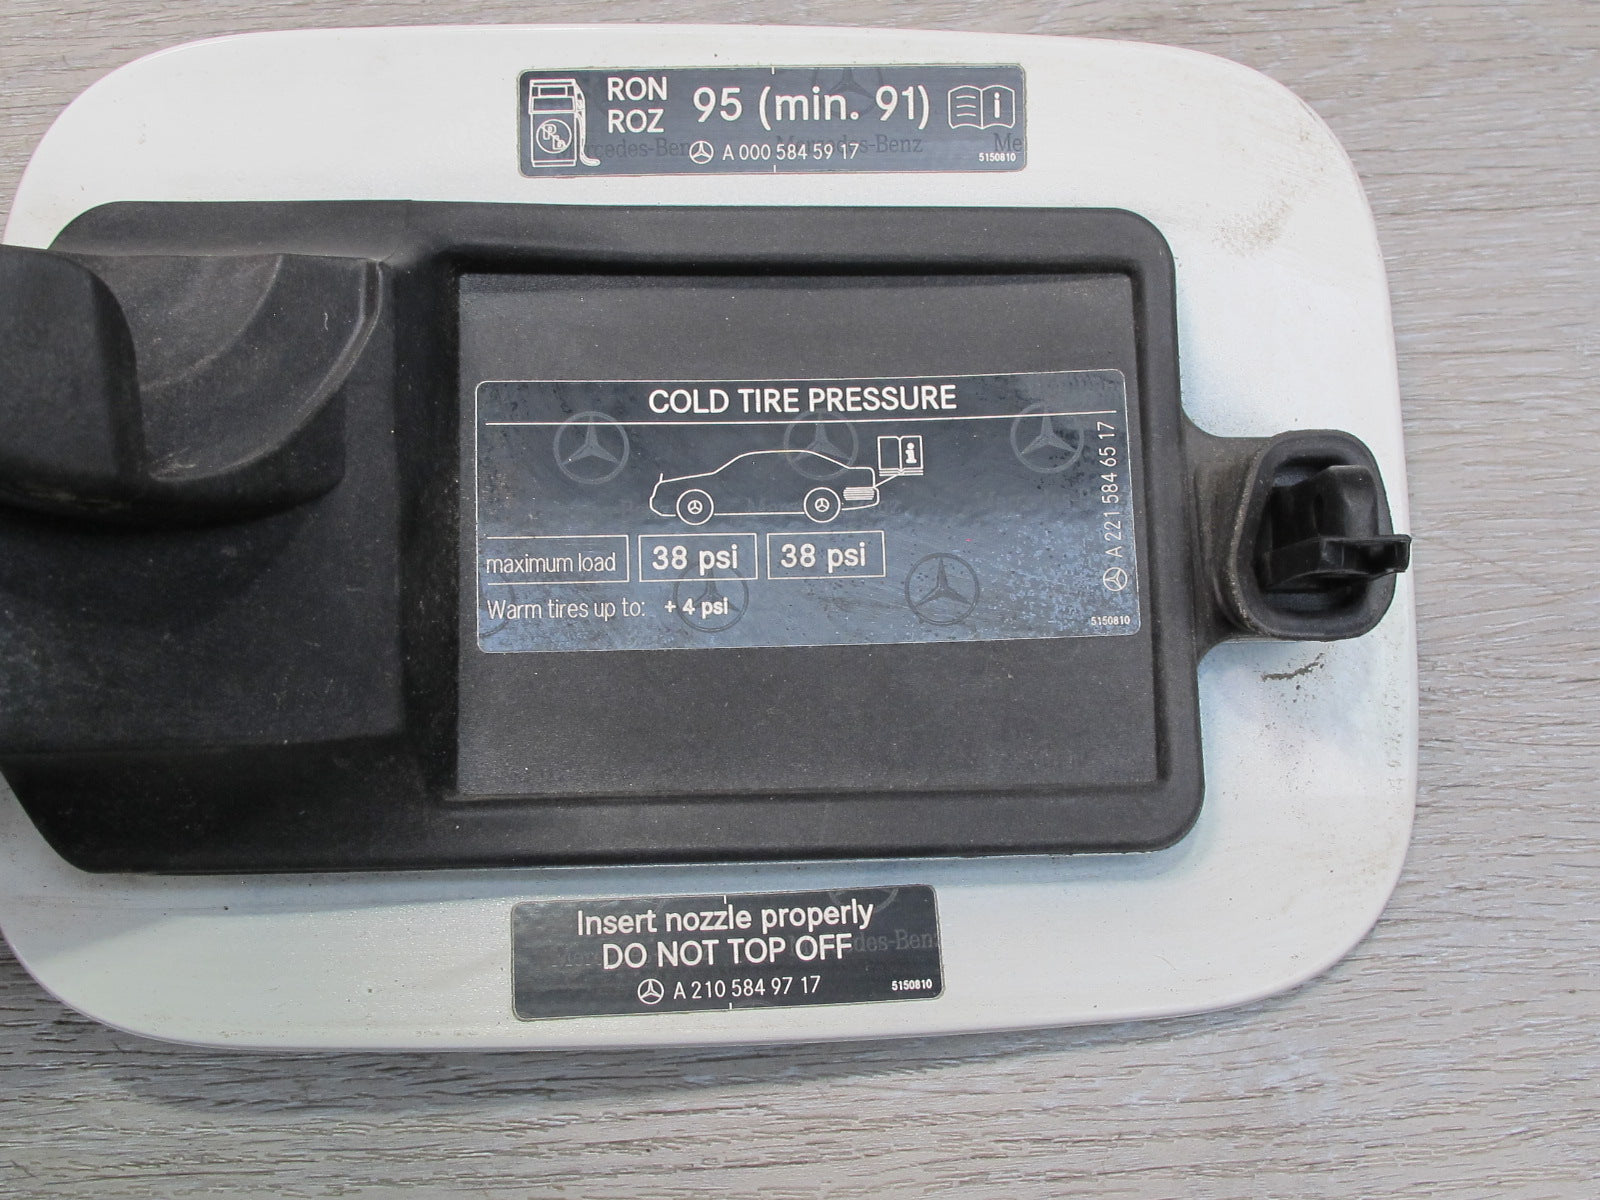 RON
ROZ
95 (min. 91)
i
A 000 584 59 17
5150810
COLD TIRE PRESSURE
i
maximum load 38 psi 38 psi
Warm tires up to: + 4 psi
A 221 584 65 17
5150810
Insert nozzle properly
DO NOT TOP OFF
A 210 584 97 17
5150810